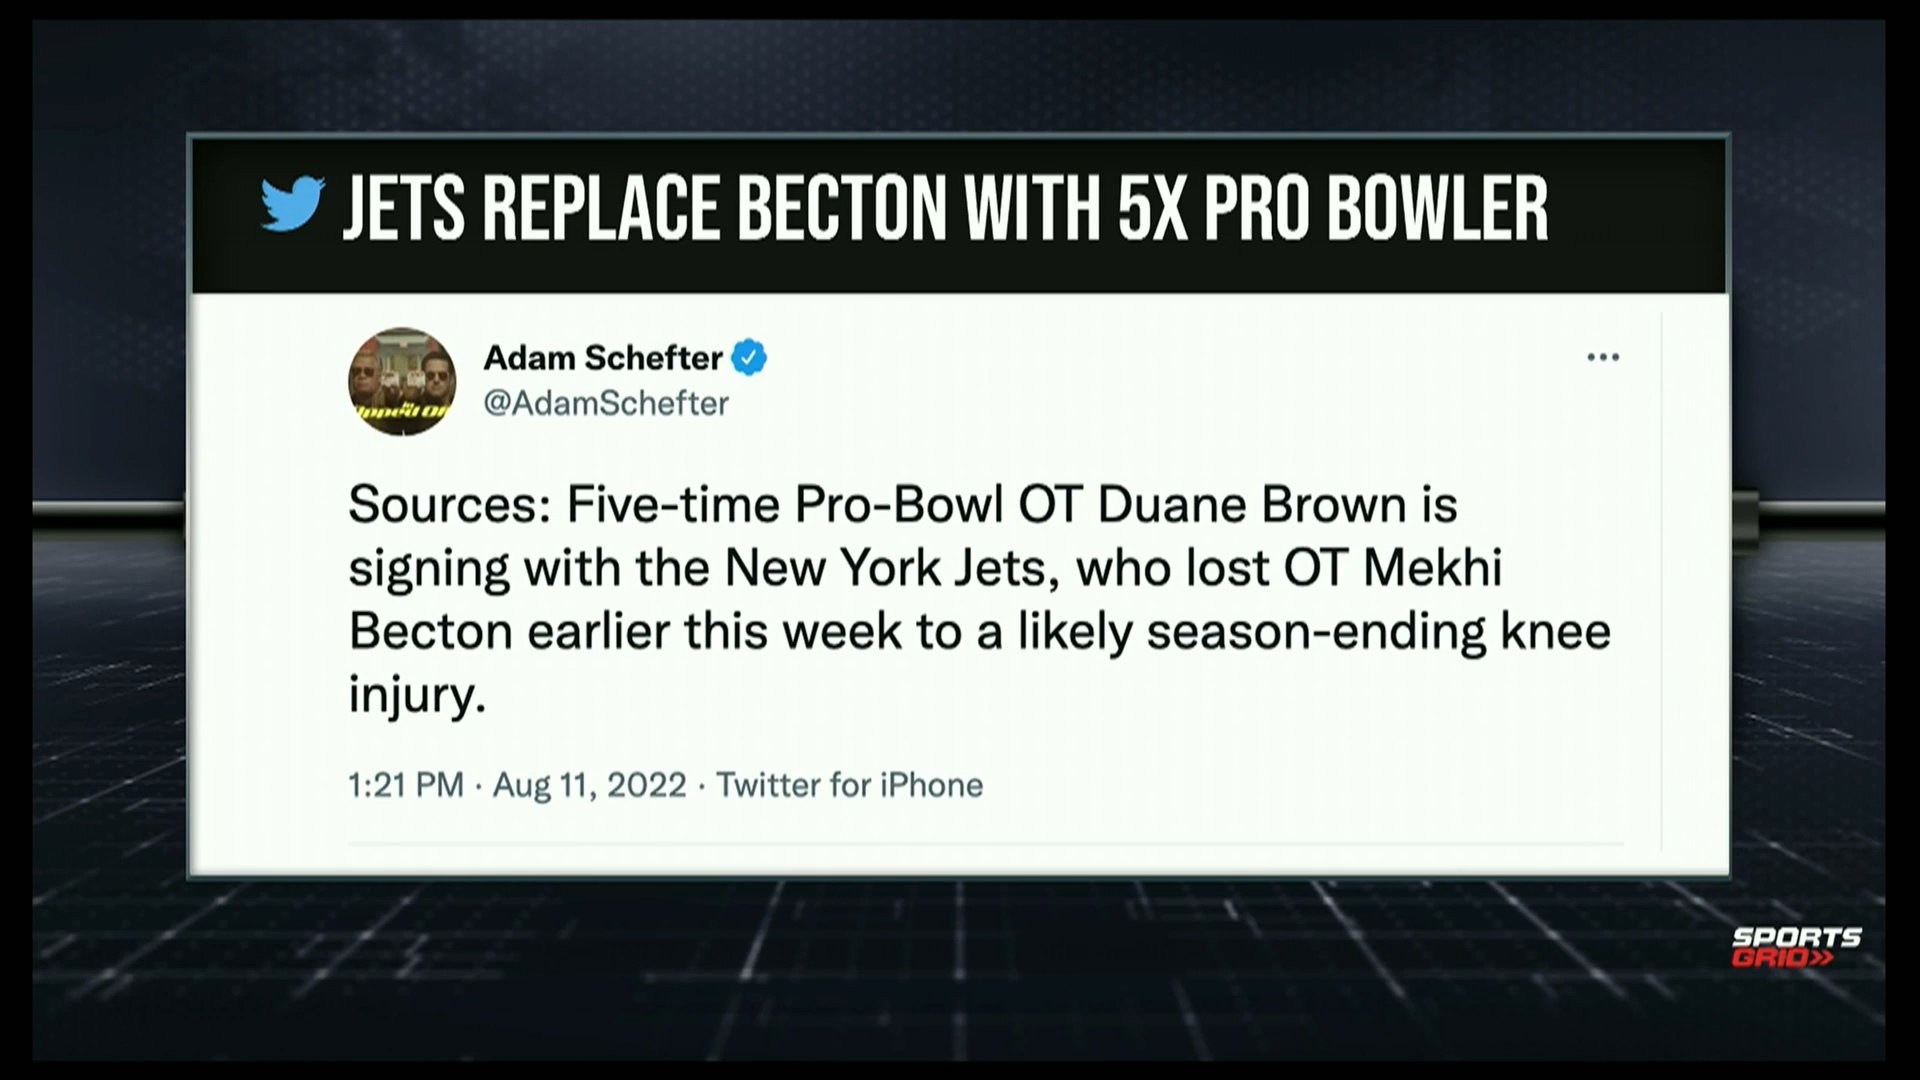 JETS REPLACE BECTON WITH 5X PRO BOWLER
Adam Schefter
@AdamSchefter
Sources: Five-time Pro-Bowl OT Duane Brown is
signing with the New York Jets, who lost OT Mekhi
Becton earlier this week to a likely season-ending knee
injury.
1:21 PM · Aug 11, 2022 · Twitter for iPhone
SPORTS
GRID